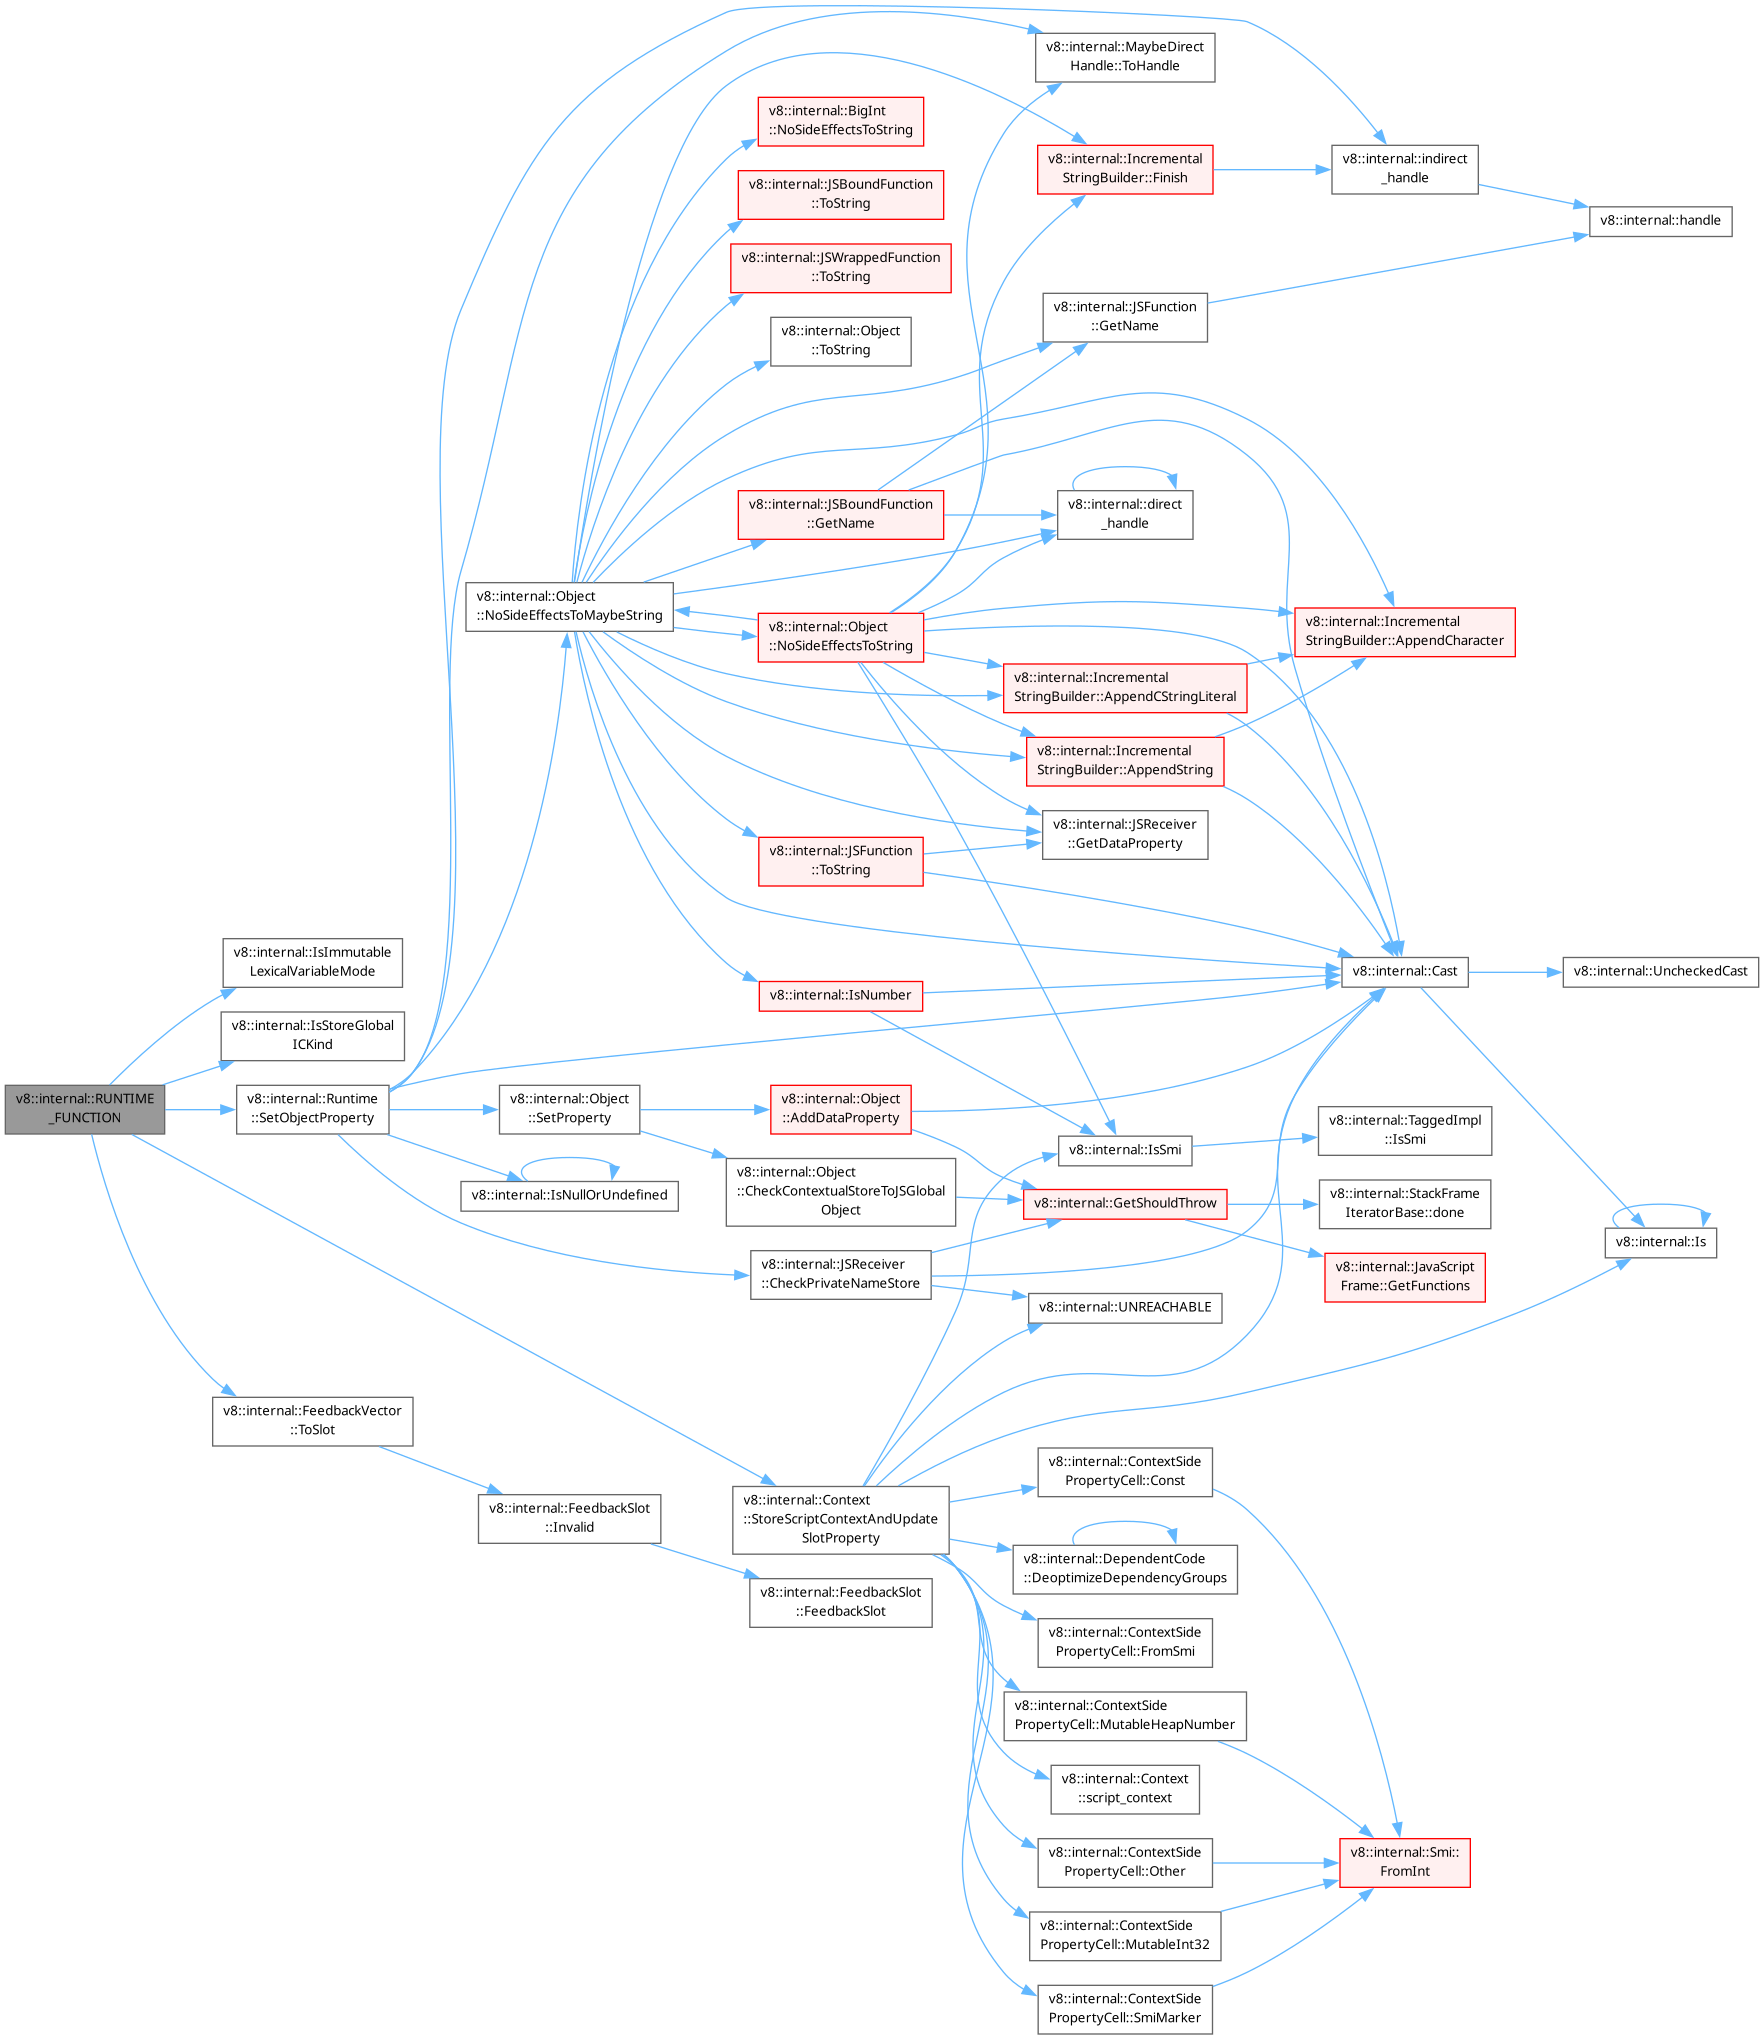 v8::internal::MaybeDirect
Handle::ToHandle
v8::internal::BigInt
::NoSideEffectsToString
v8::internal::Incremental
StringBuilder::Finish
v8::internal::indirect
_handle
v8::internal::JSBoundFunction
::ToString
v8::internal::handle
v8::internal::JSWrappedFunction
::ToString
v8::internal::JSFunction
::GetName
v8::internal::Object
::ToString
v8::internal::JSBoundFunction
::GetName
v8::internal::direct
_handle
v8::internal::Object
::NoSideEffectsToMaybeString
v8::internal::Object
::NoSideEffectsToString
v8::internal::Incremental
StringBuilder::AppendCharacter
v8::internal::Incremental
StringBuilder::AppendCStringLiteral
v8::internal::Incremental
StringBuilder::AppendString
v8::internal::JSReceiver
::GetDataProperty
v8::internal::JSFunction
::ToString
v8::internal::IsImmutable
LexicalVariableMode
v8::internal::Cast
v8::internal::UncheckedCast
v8::internal::IsNumber
v8::internal::IsStoreGlobal
ICKind
v8::internal::RUNTIME
_FUNCTION
v8::internal::Runtime
::SetObjectProperty
v8::internal::Object
::SetProperty
v8::internal::Object
::AddDataProperty
v8::internal::IsSmi
v8::internal::TaggedImpl
::IsSmi
v8::internal::IsNullOrUndefined
v8::internal::Object
::CheckContextualStoreToJSGlobal
Object
v8::internal::GetShouldThrow
v8::internal::StackFrame
IteratorBase::done
v8::internal::Is
v8::internal::JSReceiver
::CheckPrivateNameStore
v8::internal::JavaScript
Frame::GetFunctions
v8::internal::UNREACHABLE
v8::internal::FeedbackVector
::ToSlot
v8::internal::ContextSide
PropertyCell::Const
v8::internal::FeedbackSlot
::Invalid
v8::internal::Context
::StoreScriptContextAndUpdate
SlotProperty
v8::internal::DependentCode
::DeoptimizeDependencyGroups
v8::internal::FeedbackSlot
::FeedbackSlot
v8::internal::ContextSide
PropertyCell::FromSmi
v8::internal::ContextSide
PropertyCell::MutableHeapNumber
v8::internal::Context
::script_context
v8::internal::ContextSide
PropertyCell::Other
v8::internal::Smi::
FromInt
v8::internal::ContextSide
PropertyCell::MutableInt32
v8::internal::ContextSide
PropertyCell::SmiMarker